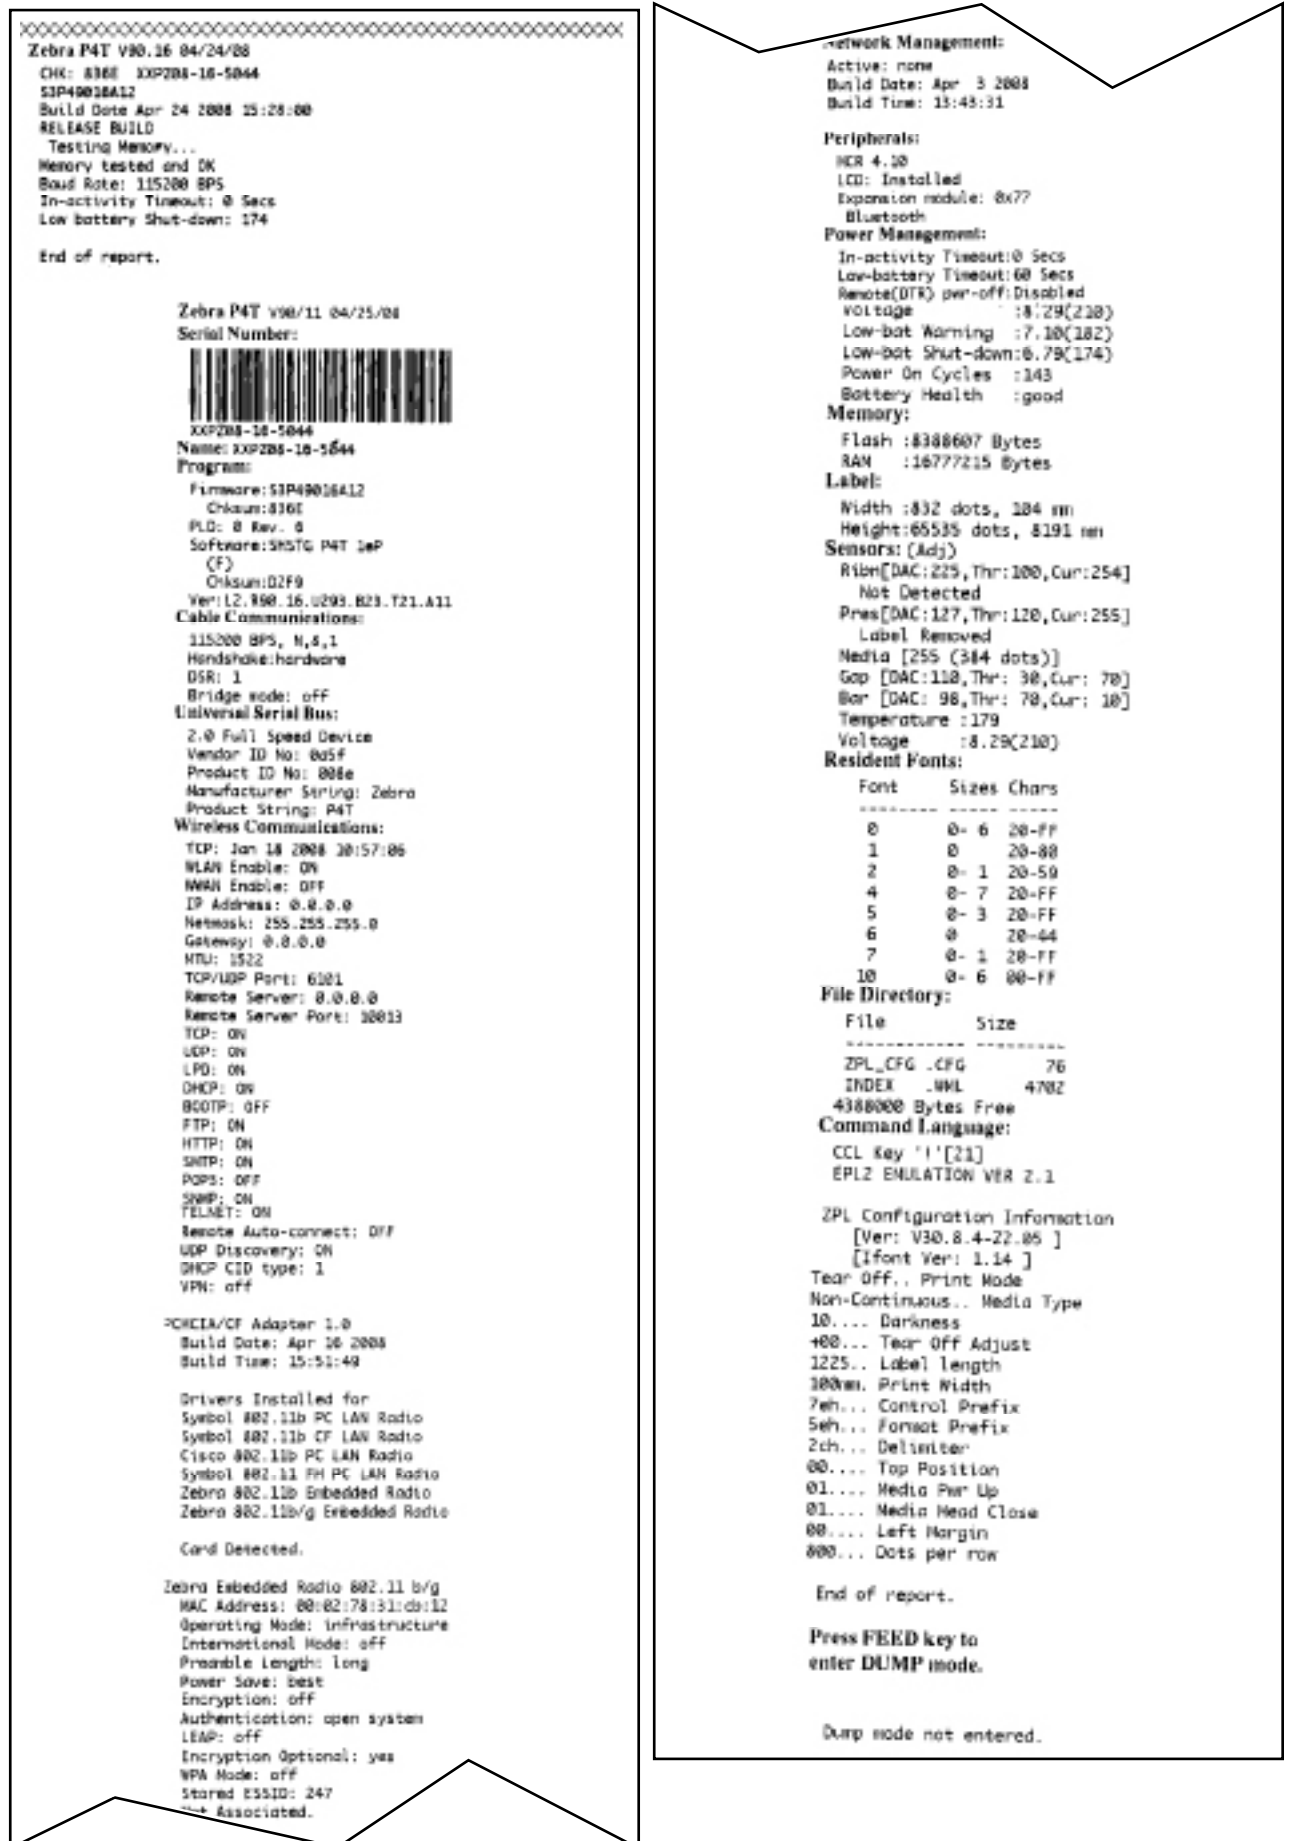 Zebra P4T V90.16 04/24/08
CHK: 836E XXPZ08-16-5044
S3P49016A12
Build Date Apr 24 2008 15:28:00
RELEASE BUILD
Testing Memory...
Memory tested and OK
Baud Rate: 115200 BPS
In-activity Timeout: 0 Secs
Low battery Shut-down: 174
End of report.
Zebra P4T V90/11 04/25/08
Serial Number:
XXPZ08-16-5044
Name: XXPZ08-16-5044
Program:
Firmware:S3P49016A12
Chksum:836E
PLD: 0 Rev. 6
Software:SHSTG P4T 1eP
(F)
Chksum:D2F9
Ver:L2.R90.16.U293.B23.T21.A11
Cable Communications:
115200 BPS, N,8,1
Handshake:hardware
DSR: 1
Bridge mode: off
Universal Serial Bus:
2.0 Full Speed Device
Vendor ID No: 0a5f
Product ID No: 008e
Manufacturer String: Zebra
Product String: P4T
Wireless Communications:
TCP: Jan 18 2008 10:57:06
WLAN Enable: ON
WWAN Enable: OFF
IP Address: 0.0.0.0
Netmask: 255.255.255.0
Gateway: 0.0.0.0
MTU: 1522
TCP/UDP Port: 6101
Remote Server: 0.0.0.0
Remote Server Port: 10013
TCP: ON
UDP: ON
LPD: ON
DHCP: ON
BOOTP: OFF
FTP: ON
HTTP: ON
SMTP: ON
POP3: OFF
SNMP: ON
TELNET: ON
Remote Auto-connect: OFF
UDP Discovery: ON
DHCP CID type: 1
VPN: off
PCMCIA/CF Adapter 1.0
Build Date: Apr 16 2008
Build Time: 15:51:49
Drivers Installed for
Symbol 802.11b PC LAN Radio
Symbol 802.11b CF LAN Radio
Cisco 802.11b PC LAN Radio
Symbol 802.11 FH PC LAN Radio
Zebra 802.11b Embedded Radio
Zebra 802.11b/g Embedded Radio
Card Detected.
Zebra Embedded Radio 802.11 b/g
MAC Address: 00:02:78:31:cb:12
Operating Mode: infrastructure
International Mode: off
Preamble Length: long
Power Save: best
Encryption: off
Authentication: open system
LEAP: off
Encryption Optional: yes
WPA Mode: off
Stored ESSID: 247
Not Associated.
Network Management:
Active: none
Build Date: Apr 3 2008
Build Time: 13:43:31
Peripherals:
MCR 4.10
LCD: Installed
Expansion module: 0x77
Bluetooth
Power Management:
In-activity Timeout:0 Secs
Low-battery Timeout:60 Secs
Remote(DTR) pwr-off:Disabled
Voltage :8.29(210)
Low-bat Warning :7.10(182)
Low-bat Shut-down:6.79(174)
Power On Cycles :143
Battery Health :good
Memory:
Flash :8388607 Bytes
RAM :16777215 Bytes
Label:
Width :832 dots, 104 mm
Height:65535 dots, 8191 mm
Sensors: (Adj)
Ribn[DAC:225,Thr:100,Cur:254]
Not Detected
Pres[DAC:127,Thr:120,Cur:255]
Label Removed
Media [255 (384 dots)]
Gap [DAC:110,Thr: 30,Cur: 70]
Bar [DAC: 98,Thr: 70,Cur: 10]
Temperature :179
Voltage :8.29(210)
Resident Fonts:
Font Sizes Chars
-------- ----- -----
0 0- 6 20-FF
1 0 20-80
2 0- 1 20-59
4 0- 7 20-FF
5 0- 3 20-FF
6 0 20-44
7 0- 1 20-FF
10 0- 6 00-FF
File Directory:
File Size
------------ ---------
ZPL_CFG .CFG 76
INDEX .WML 4702
4388000 Bytes Free
Command Language:
CCL Key '!'[21]
EPL2 EMULATION VER 2.1
ZPL Configuration Information
[Ver: V30.8.4-22.05 ]
[Ifont Ver: 1.14 ]
Tear Off.. Print Mode
Non-Continuous.. Media Type
10.... Darkness
+00... Tear Off Adjust
1225.. Label length
100mm. Print Width
7eh... Control Prefix
5eh... Format Prefix
2ch... Delimiter
00.... Top Position
01.... Media Pwr Up
01.... Media Head Close
00.... Left Margin
800... Dots per row
End of report.
Press FEED key to
enter DUMP mode.
Dump mode not entered.